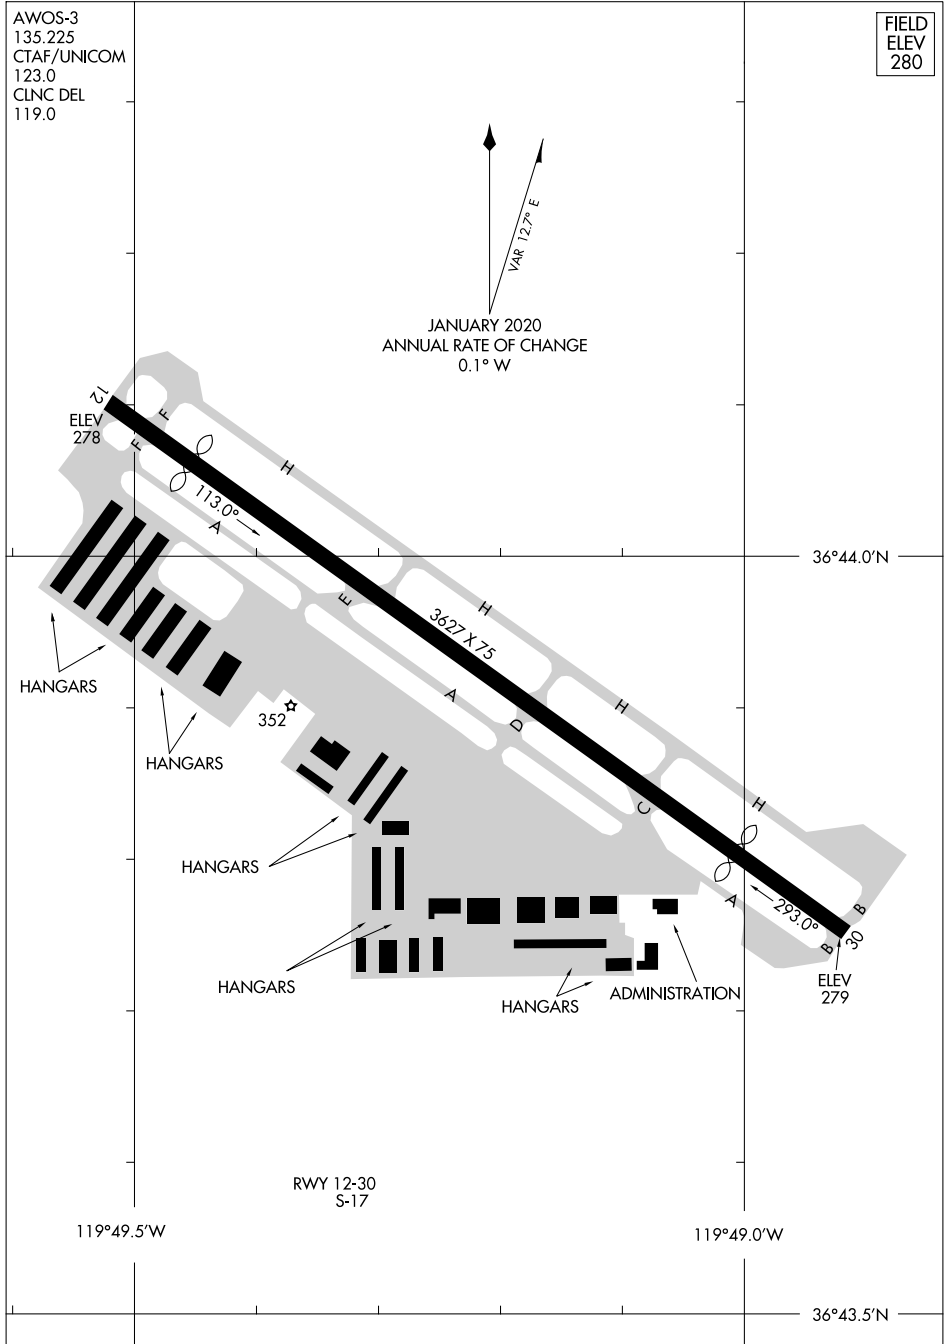 AWOS-3
135.225
CTAF/UNICOM
123.0
CLNC DEL
119.0
FIELD
ELEV
280
VAR 12.7° E
JANUARY 2020
ANNUAL RATE OF CHANGE
0.1° W
12
ELEV
278
F
F
H
113.0°
A
36°44.0'N
E
H
3627 X 75
HANGARS
A
H
352
D
HANGARS
C
H
HANGARS
A
293.0°
B
B
30
HANGARS
HANGARS
ADMINISTRATION
ELEV
279
RWY 12-30
S-17
119°49.5'W
119°49.0'W
36°43.5'N